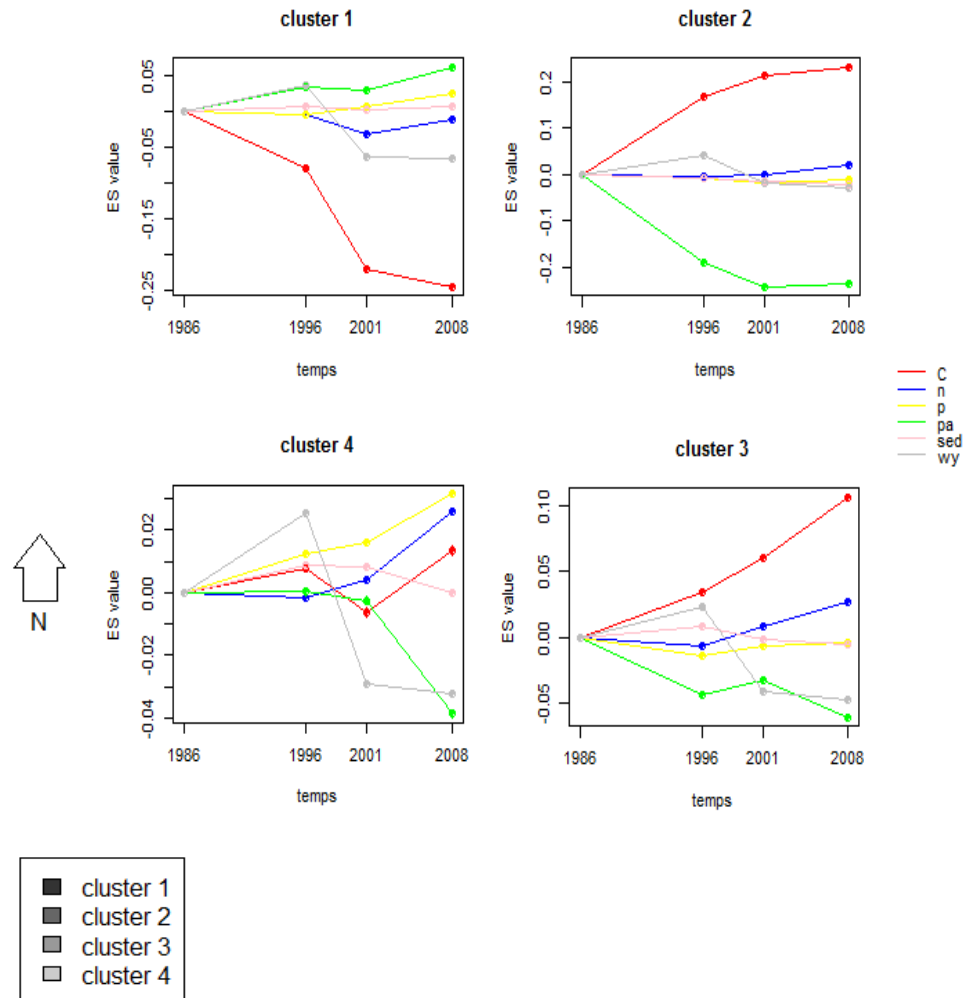 cluster 1
ES value
0.05
-0.05
-0.15
-0.25
1986
1996
2001
2008
temps
cluster 2
ES value
0.2
0.1
0.0
-0.1
-0.2
1986
1996
2001
2008
temps
C
n
p
pa
sed
wy
cluster 4
ES value
0.02
0.00
-0.02
-0.04
1986
1996
2001
2008
temps
cluster 3
ES value
0.10
0.05
0.00
-0.05
1986
1996
2001
2008
temps
N
cluster 1
cluster 2
cluster 3
cluster 4